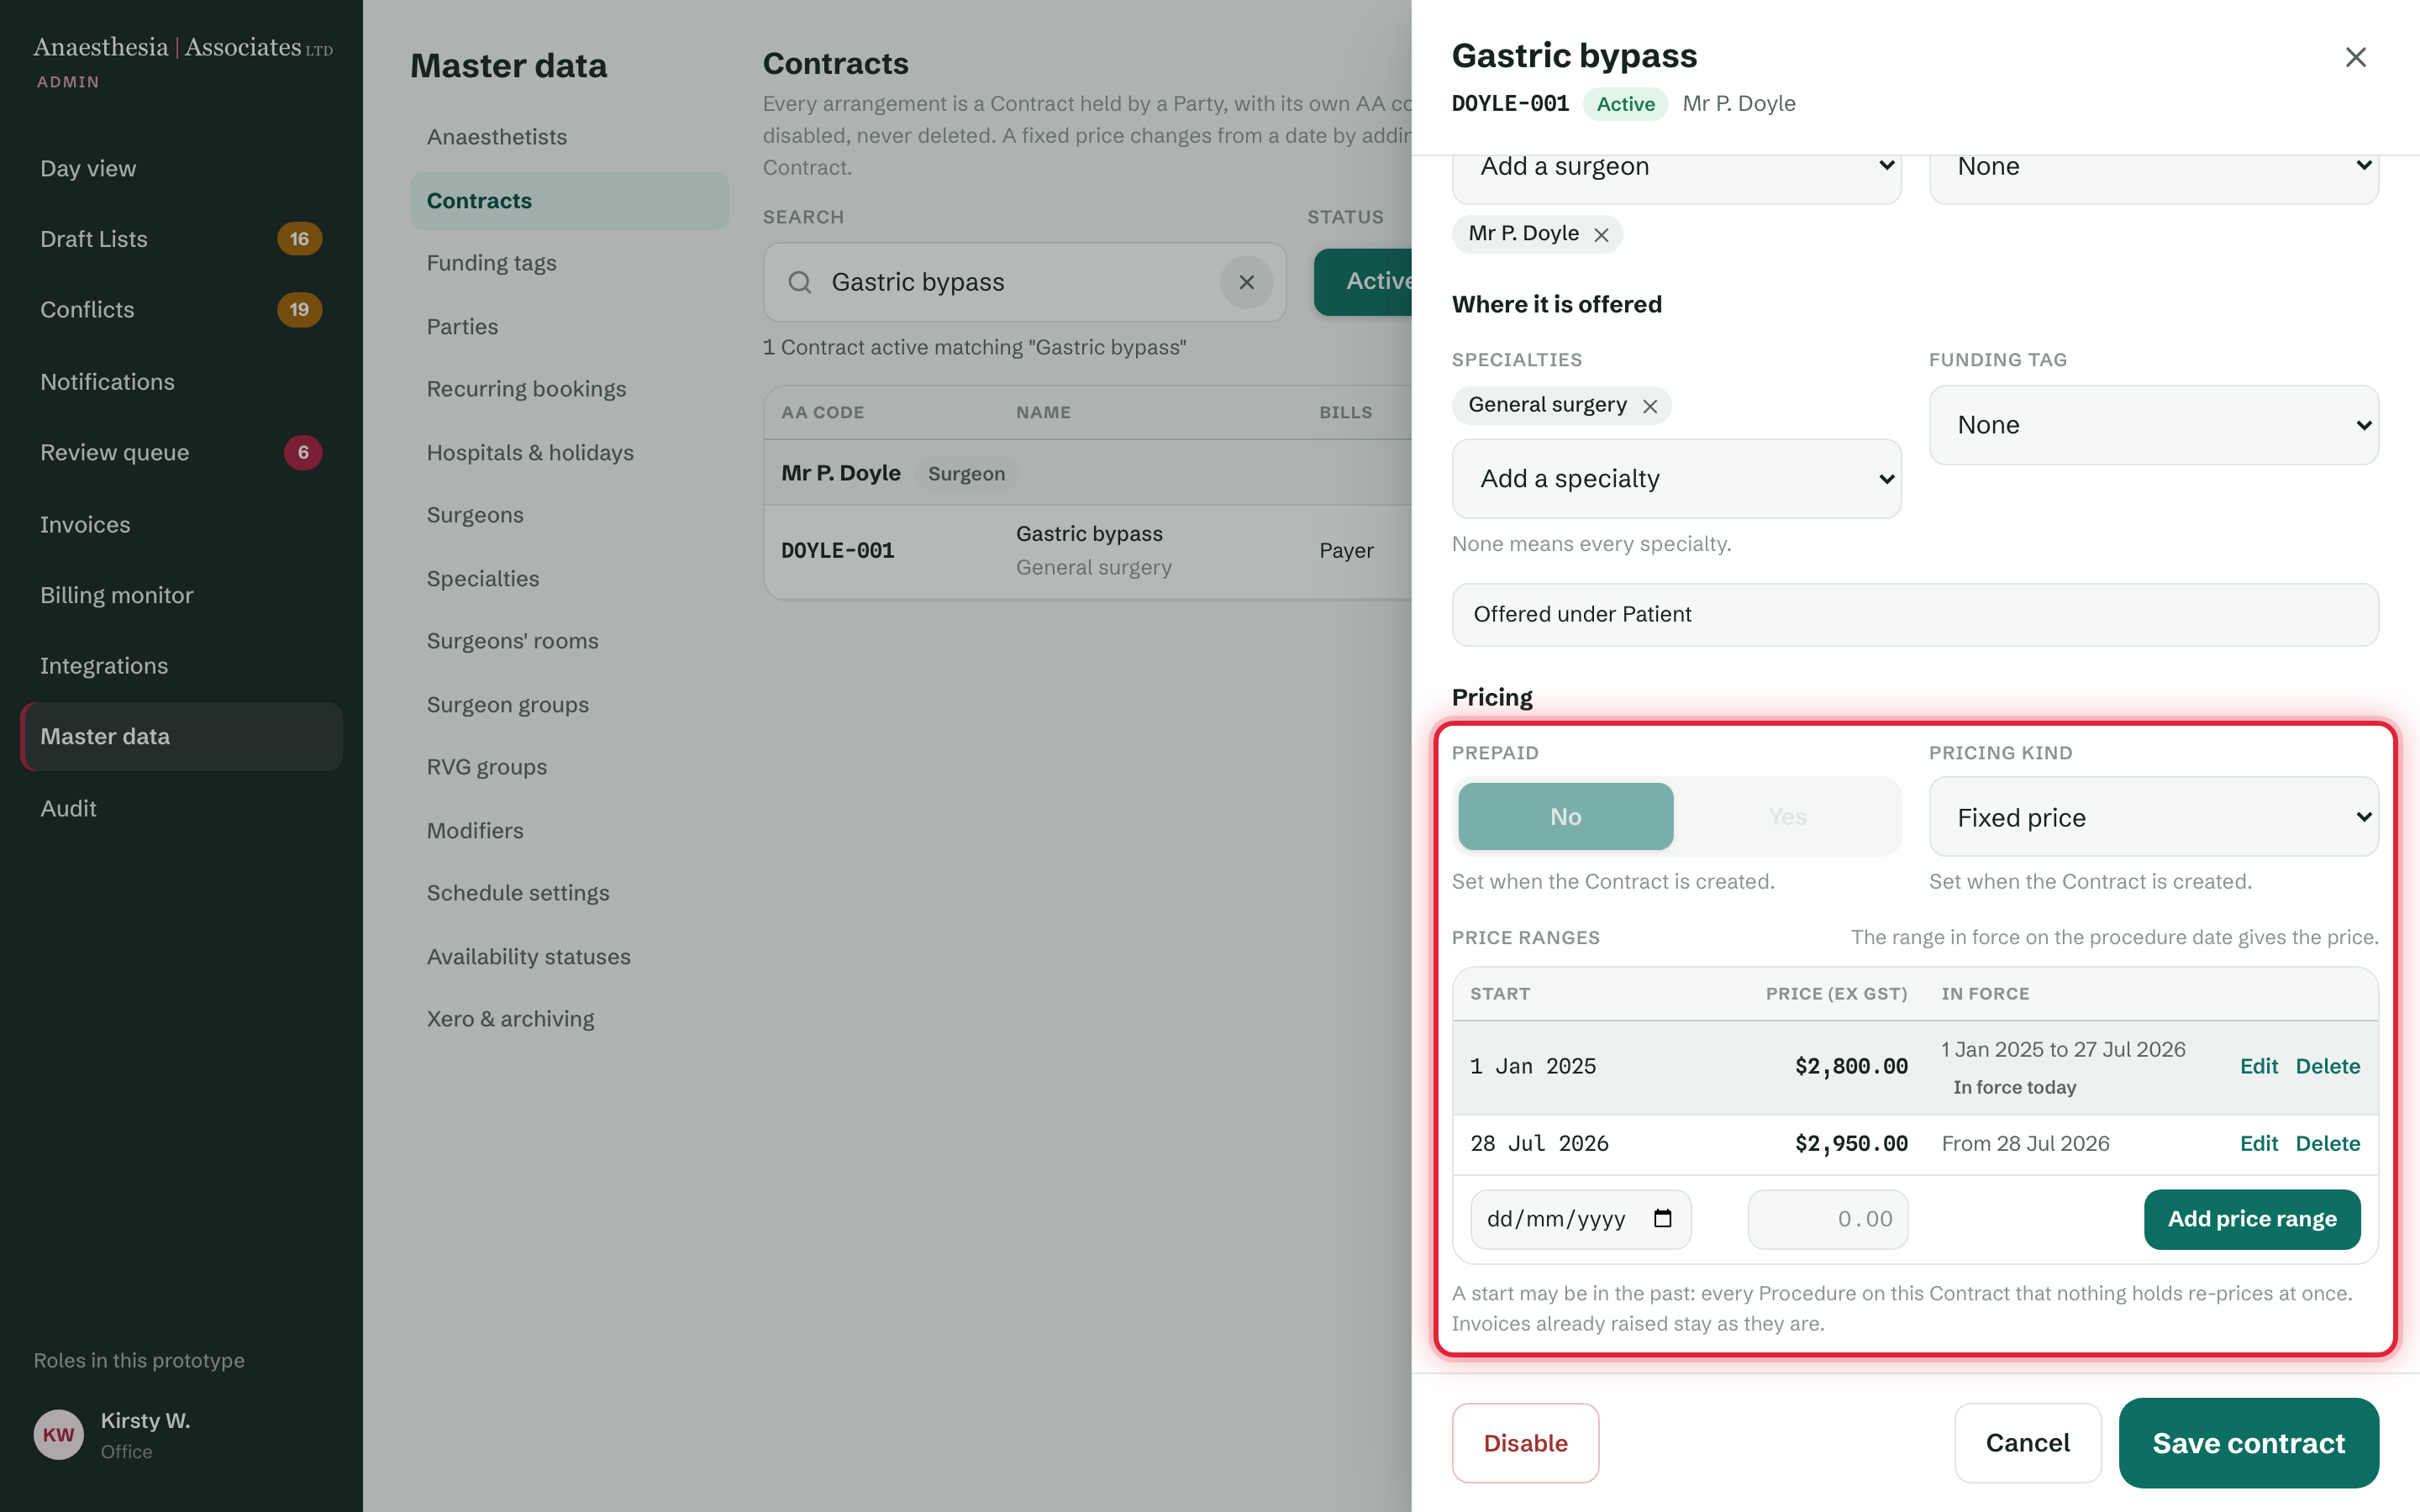 Anaesthesia | Associates LTD
ADMIN
Day view
Draft Lists 16
Conflicts 19
Notifications
Review queue 6
Invoices
Billing monitor
Integrations
Master data
Audit
Roles in this prototype
KW
Kirsty W.
Office
Master data
Anaesthetists
Contracts
Funding tags
Parties
Recurring bookings
Hospitals & holidays
Surgeons
Specialties
Surgeons' rooms
Surgeon groups
RVG groups
Modifiers
Schedule settings
Availability statuses
Xero & archiving
Contracts
Every arrangement is a Contract held by a Party, with its own AA co
disabled, never deleted. A fixed price changes from a date by addin
Contract.
SEARCH STATUS
Gastric bypass Active
1 Contract active matching "Gastric bypass"
AA CODE NAME BILLS
Mr P. Doyle Surgeon
DOYLE-001 Gastric bypass Payer
General surgery
Gastric bypass
DOYLE-001 Active Mr P. Doyle
Add a surgeon None
Mr P. Doyle
Where it is offered
SPECIALTIES FUNDING TAG
General surgery
None
Add a specialty
None means every specialty.
Offered under Patient
Pricing
PREPAID PRICING KIND
No Yes Fixed price
Set when the Contract is created. Set when the Contract is created.
PRICE RANGES The range in force on the procedure date gives the price.
START PRICE (EX GST) IN FORCE
1 Jan 2025 $2,800.00 1 Jan 2025 to 27 Jul 2026 Edit Delete
In force today
28 Jul 2026 $2,950.00 From 28 Jul 2026 Edit Delete
dd/mm/yyyy 0.00 Add price range
A start may be in the past: every Procedure on this Contract that nothing holds re-prices at once.
Invoices already raised stay as they are.
Disable Cancel Save contract